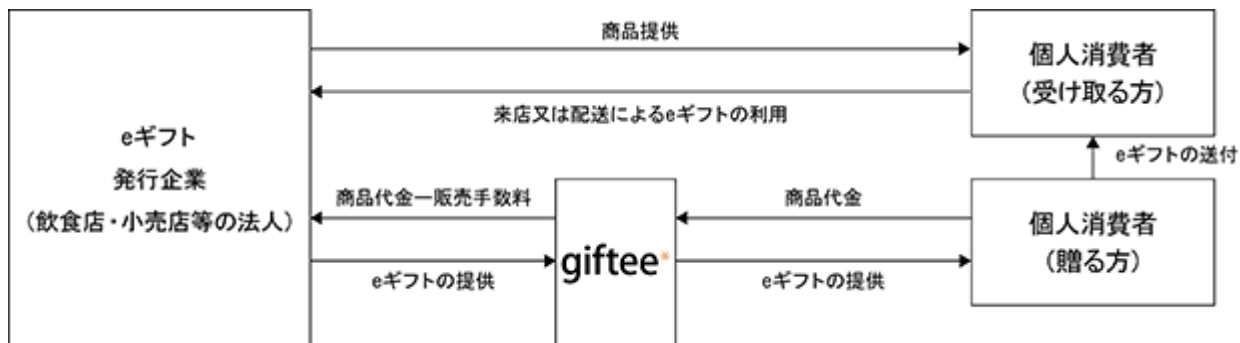 商品提供
個人消費者
(受け取る方)
来店又は配送によるeギフトの利用
eギフト
発行企業
(飲食店・小売店等の法人)
eギフトの送付
商品代金ー販売手数料
商品代金
giftee*
個人消費者
(贈る方)
eギフトの提供
eギフトの提供